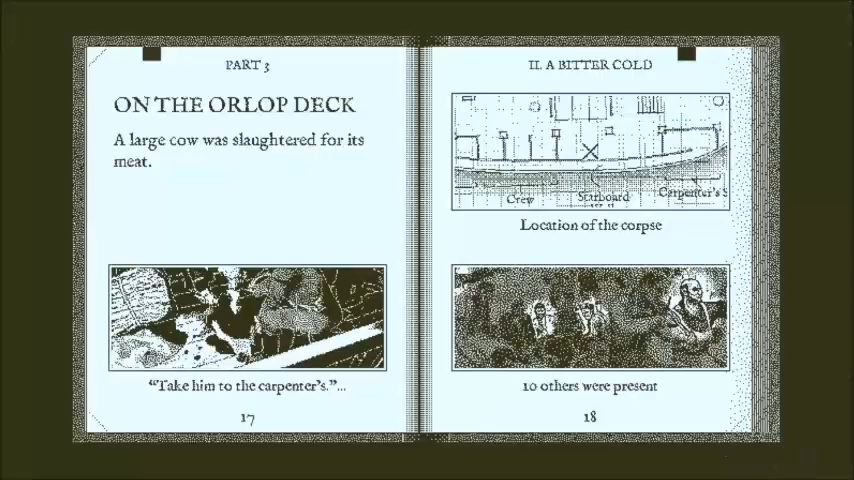 PART 3
ON THE ORLOP DECK
A large cow was slaughtered for its
meat.
"Take him to the carpenter's."...
17
II. A BITTER COLD
Crew
Starboard
Carpenter's S
Location of the corpse
10 others were present
18